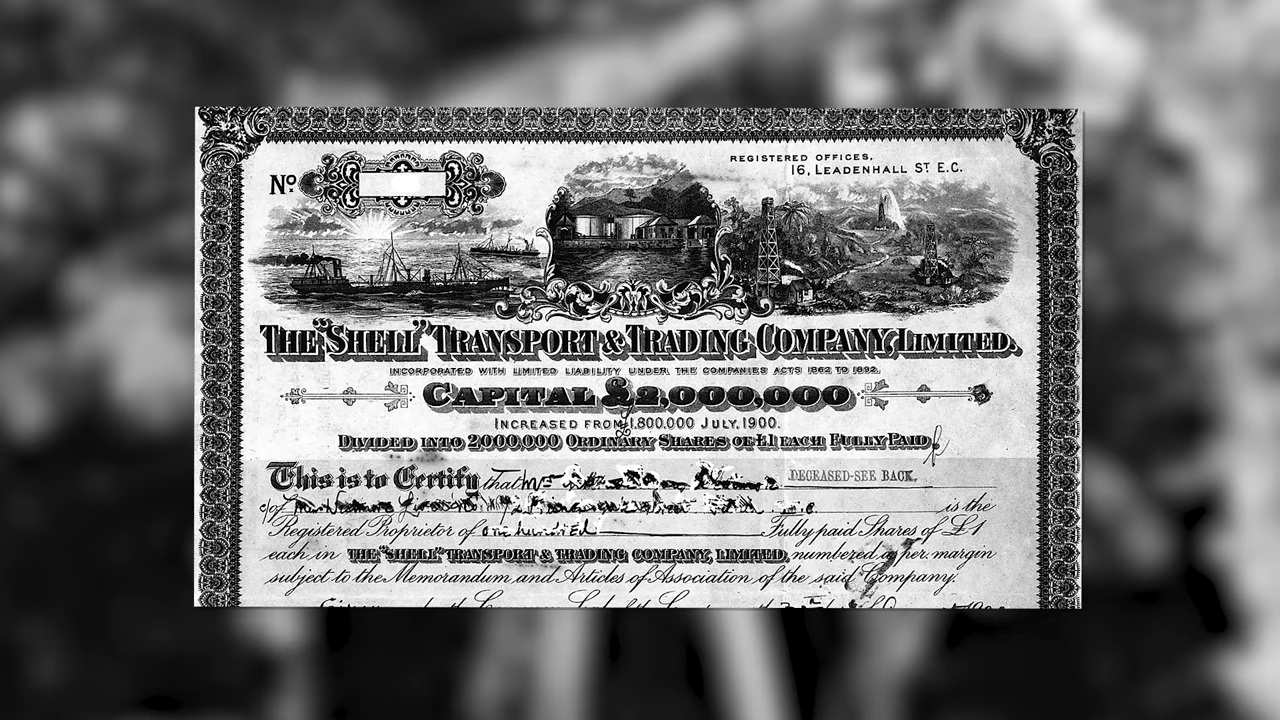 REGISTERED OFFICES,
16, LEADENHALL ST. E.C.
No.
THE "SHELL" TRANSPORT & TRADING COMPANY, LIMITED.
INCORPORATED WITH LIMITED LIABILITY UNDER THE COMPANIES ACTS 1862 TO 1892.
CAPITAL £2,000,000
INCREASED FROM £1,800,000 JULY, 1900.
DIVIDED INTO 2,000,000 ORDINARY SHARES OF £1 EACH FULLY PAID
This is to Certify that Mr DECEASED-SEE BACK.
of is the
Registered Proprietor of one hundred Fully paid Shares of £1
each in THE "SHELL" TRANSPORT & TRADING COMPANY, LIMITED, numbered as per margin
subject to the Memorandum and Articles of Association of the said Company.